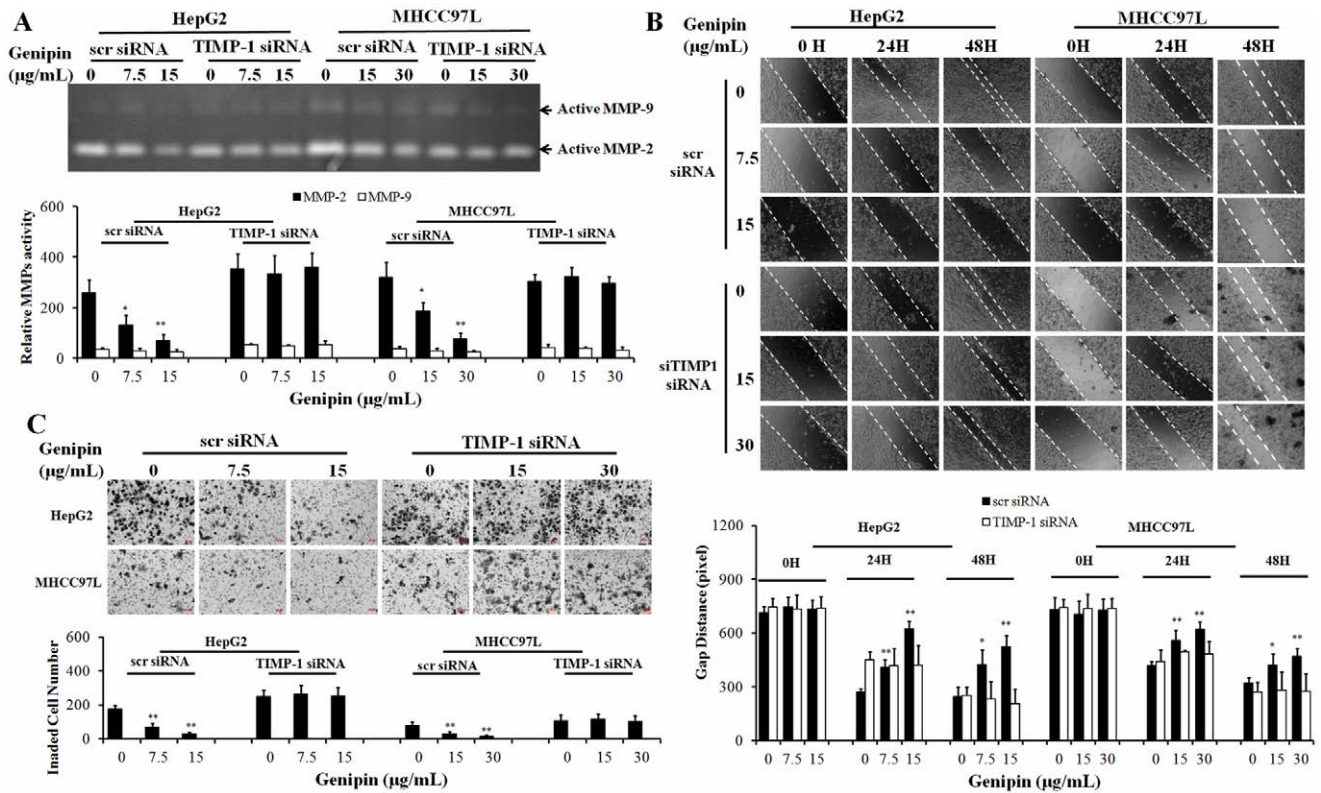 A
HepG2 MHCC97L
Genipin scr siRNA TIMP-1 siRNA scr siRNA TIMP-1 siRNA
(µg/mL) 0 7.5 15 0 7.5 15 0 15 30 0 15 30
Active MMP-9
Active MMP-2
MMP-2 MMP-9
HepG2 MHCC97L
scr siRNA TIMP-1 siRNA scr siRNA TIMP-1 siRNA
Relative MMPs activity
600
400
200
0
* ** * **
0 7.5 15 0 7.5 15 0 15 30 0 15 30
Genipin (µg/mL)
B
HepG2 MHCC97L
Genipin
(µg/mL)
0 H 24H 48H 0H 24H 48H
0
scr
siRNA
7.5
15
0
siTIMP1
siRNA
15
30
scr siRNA
TIMP-1 siRNA
HepG2 MHCC97L
0H 24H 48H 0H 24H 48H
Gap Distance (pixel)
1200
900
600
300
0
** ** * ** ** ** * **
0 7.5 15 0 7.5 15 0 7.5 15 0 15 30 0 15 30 0 15 30
Genipin (µg/mL)
C
Genipin scr siRNA TIMP-1 siRNA
(µg/mL) 0 7.5 15 0 15 30
HepG2
MHCC97L
HepG2 MHCC97L
scr siRNA TIMP-1 siRNA scr siRNA TIMP-1 siRNA
Inaded Cell Number
600
400
200
0
** ** ** **
0 7.5 15 0 7.5 15 0 15 30 0 15 30
Genipin (µg/mL)